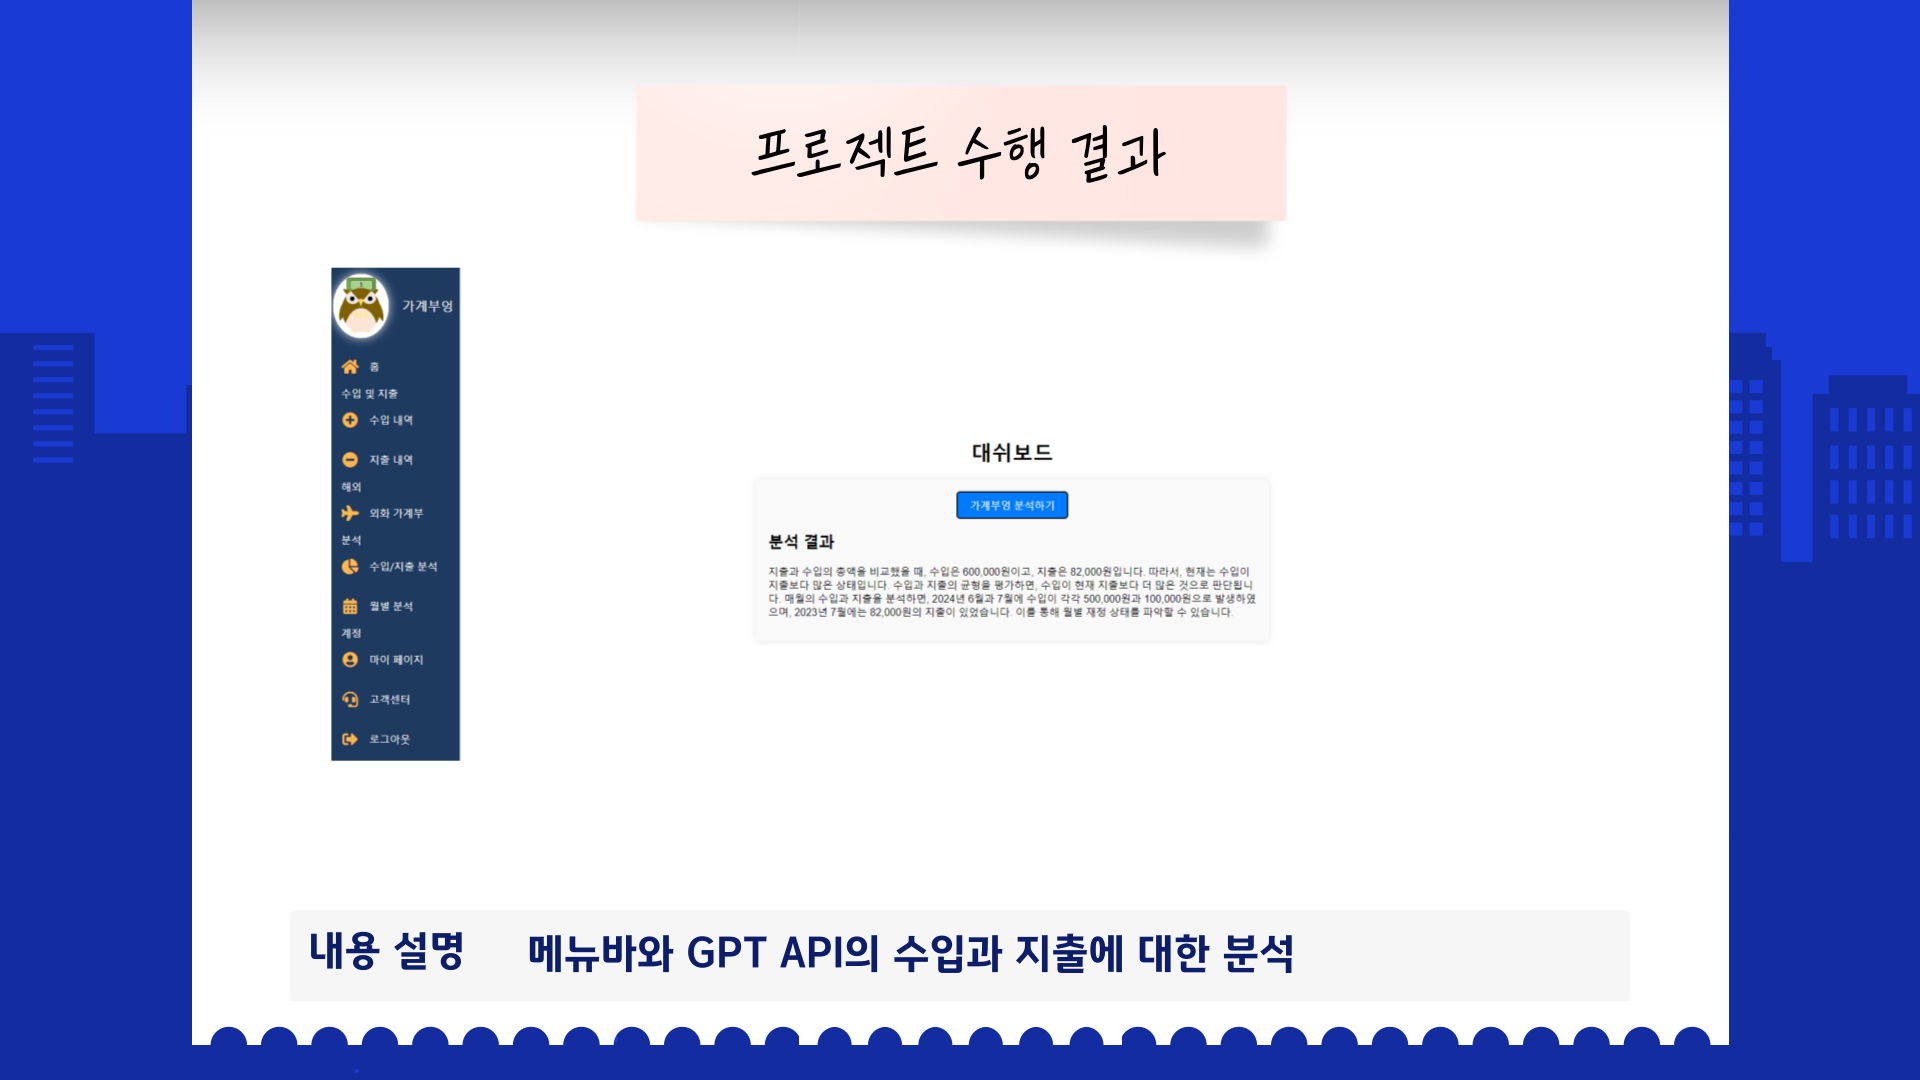 프로젝트 수행 결과
가계부엉
홈
수입 및 지출
수입 내역
지출 내역
해외
외화 가계부
분석
수입/지출 분석
월별 분석
계정
마이 페이지
고객센터
로그아웃
대쉬보드
가계부엉 분석하기
분석 결과
지출과 수입의 총액을 비교했을 때, 수입은 600,000원이고, 지출은 82,000원입니다. 따라서, 현재는 수입이
지출보다 많은 상태입니다. 수입과 지출의 균형을 평가하면, 수입이 현재 지출보다 더 많은 것으로 판단됩니
다. 매월의 수입과 지출을 분석하면, 2024년 6월과 7월에 수입이 각각 500,000원과 100,000원으로 발생하였
으며, 2023년 7월에는 82,000원의 지출이 있었습니다. 이를 통해 월별 재정 상태를 파악할 수 있습니다.
내용 설명 메뉴바와 GPT API의 수입과 지출에 대한 분석